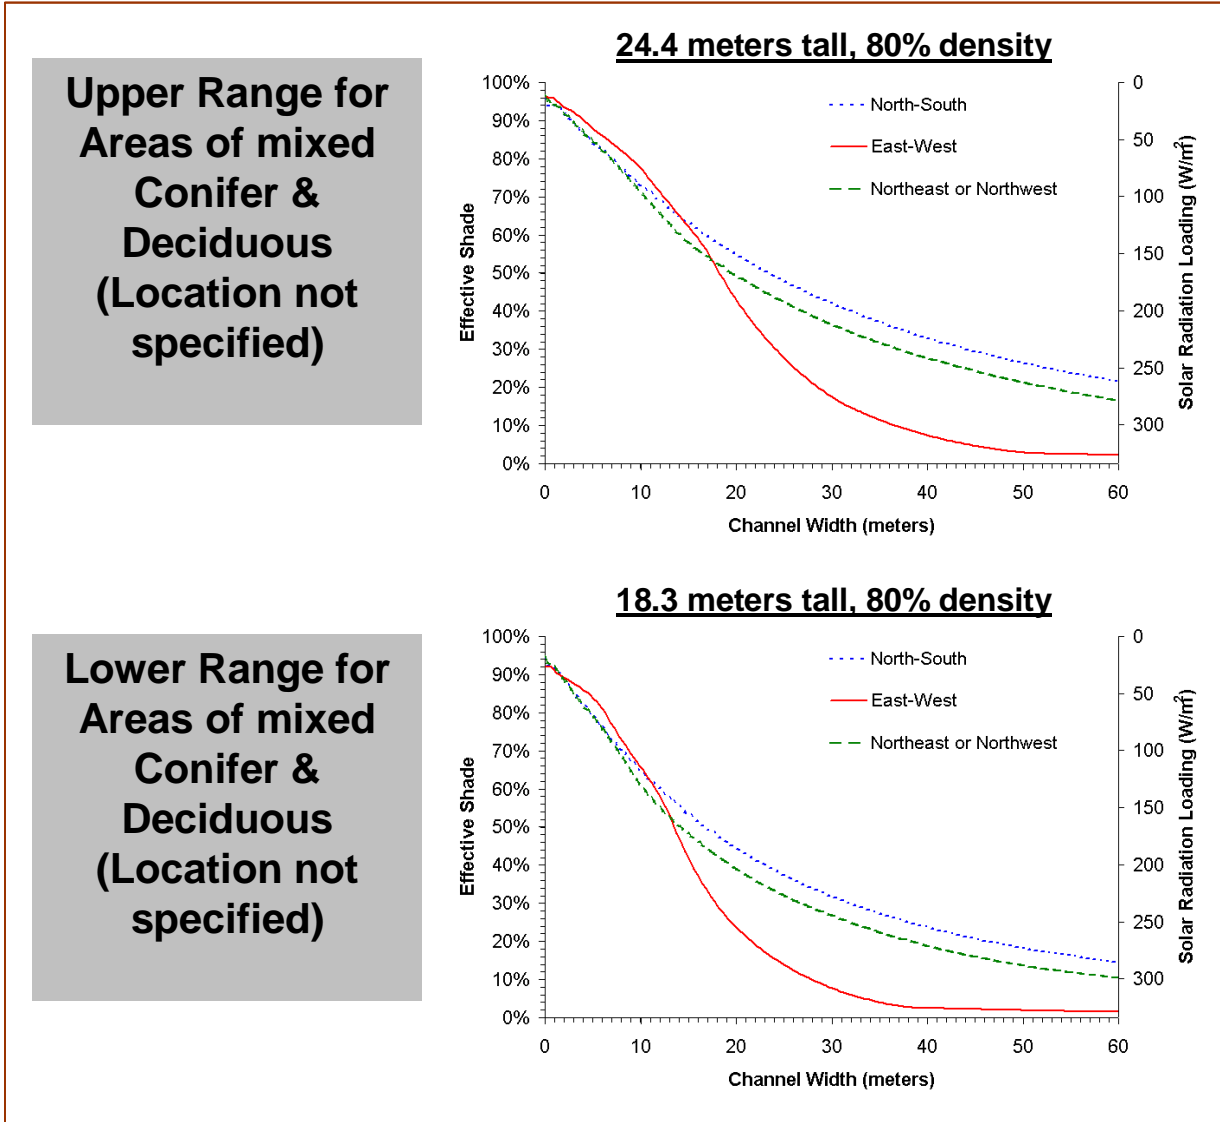 Upper Range for
Areas of mixed
Conifer &
Deciduous
(Location not
specified)
24.4 meters tall, 80% density
Effective Shade
100%
90%
80%
70%
60%
50%
40%
30%
20%
10%
0%
North-South
East-West
Northeast or Northwest
0
50
100
150
200
250
300
Solar Radiation Loading (W/m²)
0 10 20 30 40 50 60
Channel Width (meters)
Lower Range for
Areas of mixed
Conifer &
Deciduous
(Location not
specified)
18.3 meters tall, 80% density
Effective Shade
100%
90%
80%
70%
60%
50%
40%
30%
20%
10%
0%
North-South
East-West
Northeast or Northwest
0
50
100
150
200
250
300
Solar Radiation Loading (W/m²)
0 10 20 30 40 50 60
Channel Width (meters)